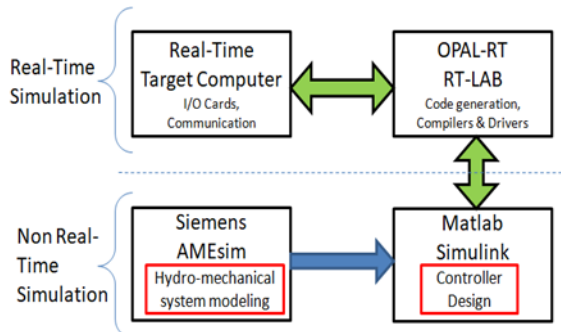 Real-Time
Simulation
Real-Time
Target Computer
I/O Cards,
Communication
OPAL-RT
RT-LAB
Code generation,
Compilers & Drivers
Non Real-
Time
Simulation
Siemens
AMEsim
Hydro-mechanical
system modeling
Matlab
Simulink
Controller
Design